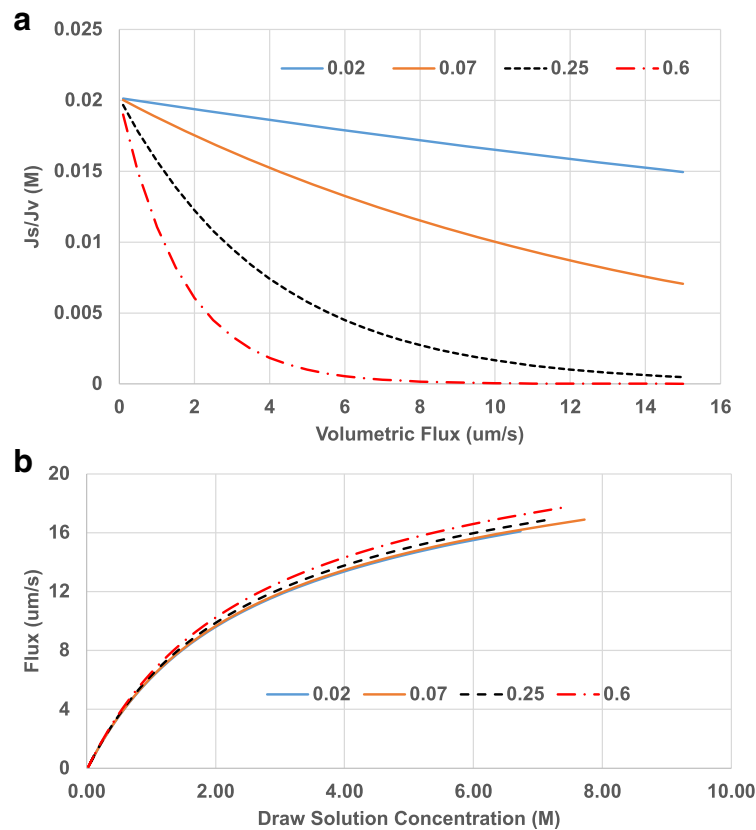 a
0.025
0.02 0.07 0.25 0.6
0.02
0.015
0.01
0.005
0
Js/Jv (M)
0 2 4 6 8 10 12 14 16
Volumetric Flux (um/s)
b
20
16
12
8
4
0
Flux (um/s)
0.02 0.07 0.25 0.6
0.00 2.00 4.00 6.00 8.00 10.00
Draw Solution Concentration (M)